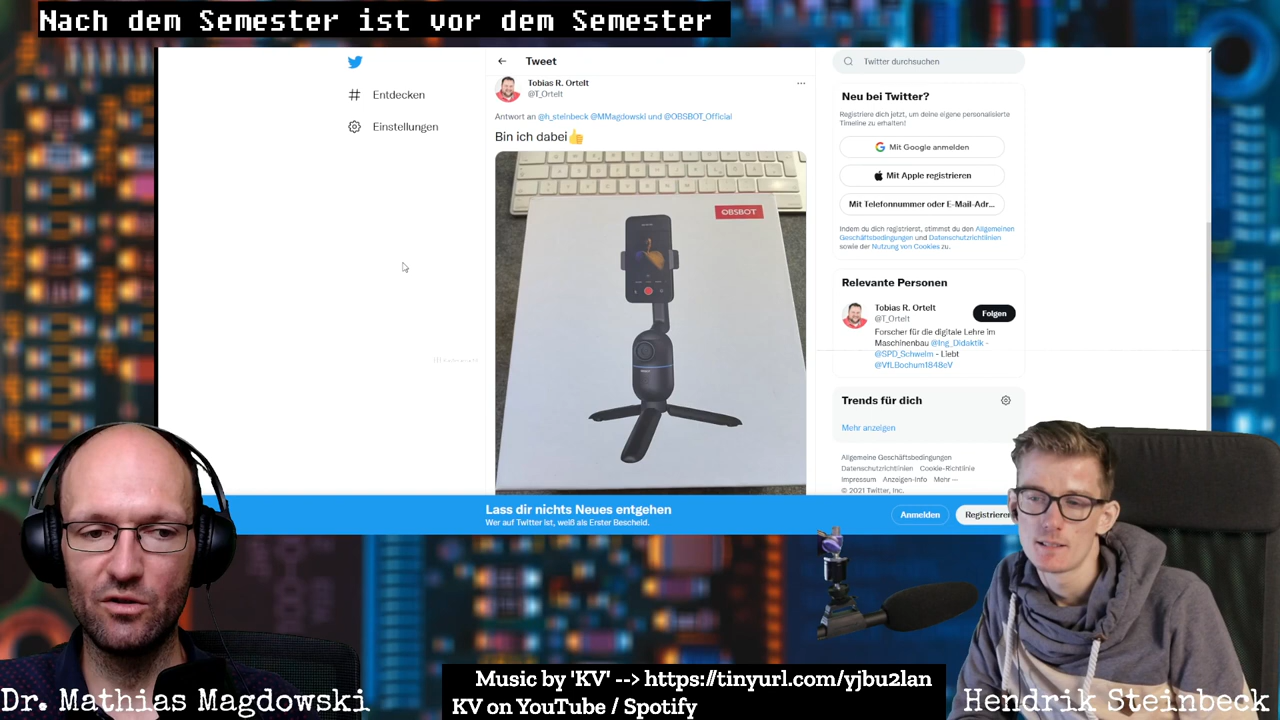 Nach dem Semester ist vor dem Semester
Entdecken
Einstellungen
Tweet
Tobias R. Ortelt
@T_Ortelt
Antwort an @h_steinbeck @MMagdowski und @OBSBOT_Official
Bin ich dabei👍
OBSBOT
Twitter durchsuchen
Neu bei Twitter?
Registriere dich jetzt, um deine eigene personalisierte
Timeline zu erhalten!
Mit Google anmelden
Mit Apple registrieren
Mit Telefonnummer oder E-Mail-Adr...
Indem du dich registrierst, stimmst du den Allgemeinen
Geschäftsbedingungen und Datenschutzrichtlinien
sowie der Nutzung von Cookies zu.
Relevante Personen
Tobias R. Ortelt
@T_Ortelt
Folgen
Forscher für die digitale Lehre im
Maschinenbau @Ing_Didaktik -
@SPD_Schwelm - Liebt
@VfLBochum1848eV
Trends für dich
Mehr anzeigen
Allgemeine Geschäftsbedingungen
Datenschutzrichtlinien Cookie-Richtlinie
Impressum Anzeigen-Info Mehr —
© 2021 Twitter, Inc.
Lass dir nichts Neues entgehen
Wer auf Twitter ist, weiß als Erster Bescheid.
Anmelden
Registrieren
Music by 'KV' --> https://tinyurl.com/yjbu2lan
KV on YouTube / Spotify
Dr. Mathias Magdowski
Hendrik Steinbeck